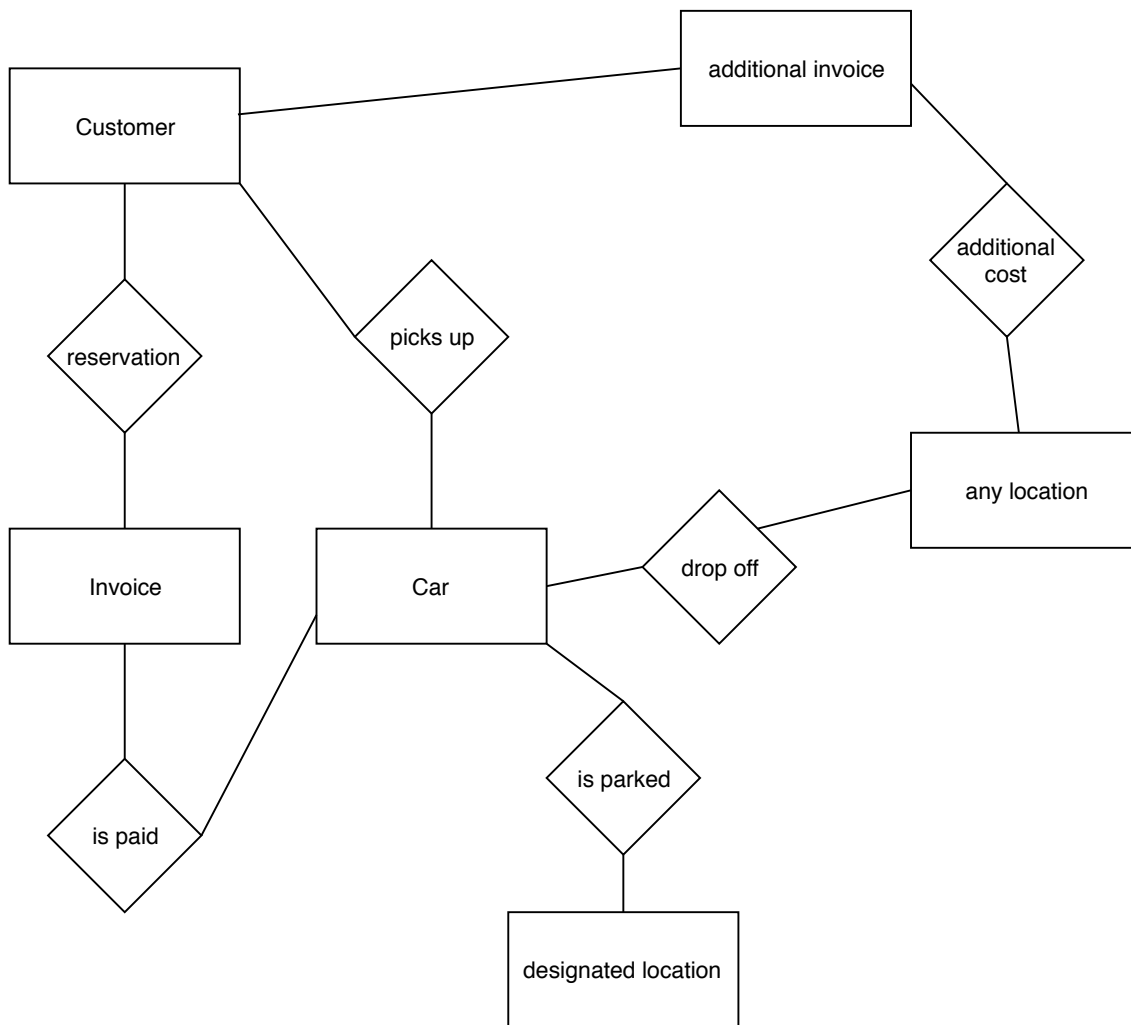 additional invoice
Customer
additional
cost
picks up
reservation
any location
drop off
Invoice
Car
is parked
is paid
designated location